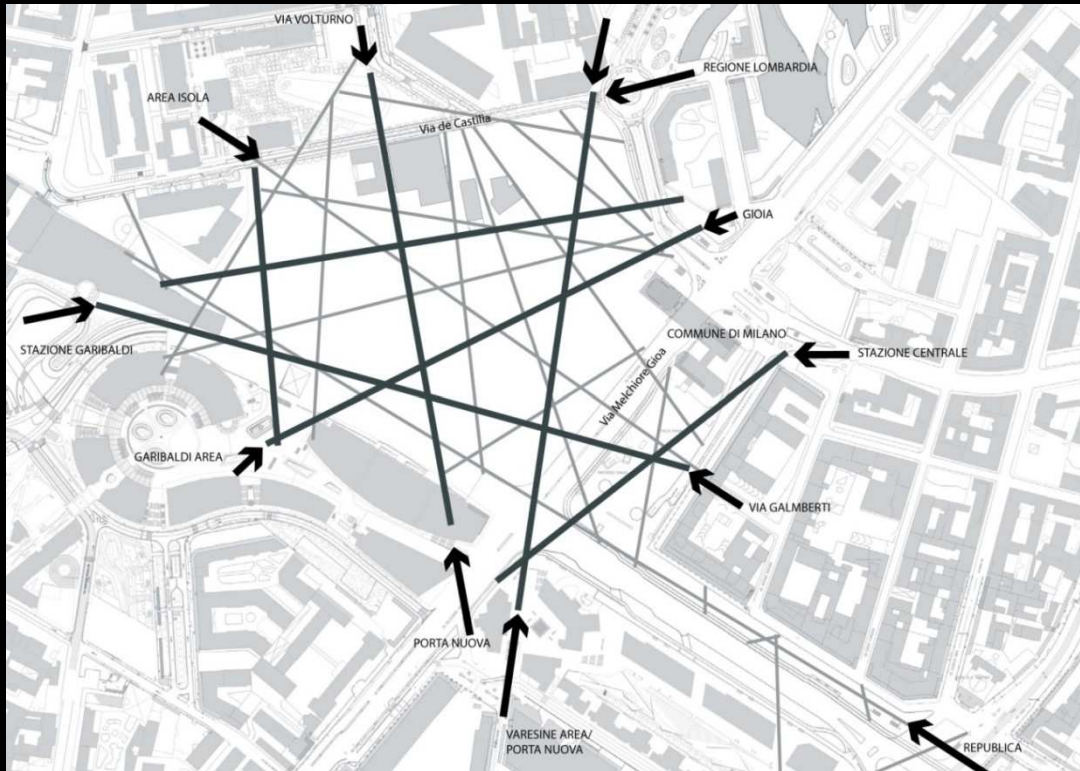 VIA VOLTURNO
REGIONE LOMBARDIA
AREA ISOLA
Via de Castilia
GIOIA
COMMUNE DI MILANO
STAZIONE GARIBALDI
STAZIONE CENTRALE
Via Melchiore Gioa
GARIBALDI AREA
VIA GALMBERTI
PORTA NUOVA
VARESINE AREA/
PORTA NUOVA
REPUBLICA